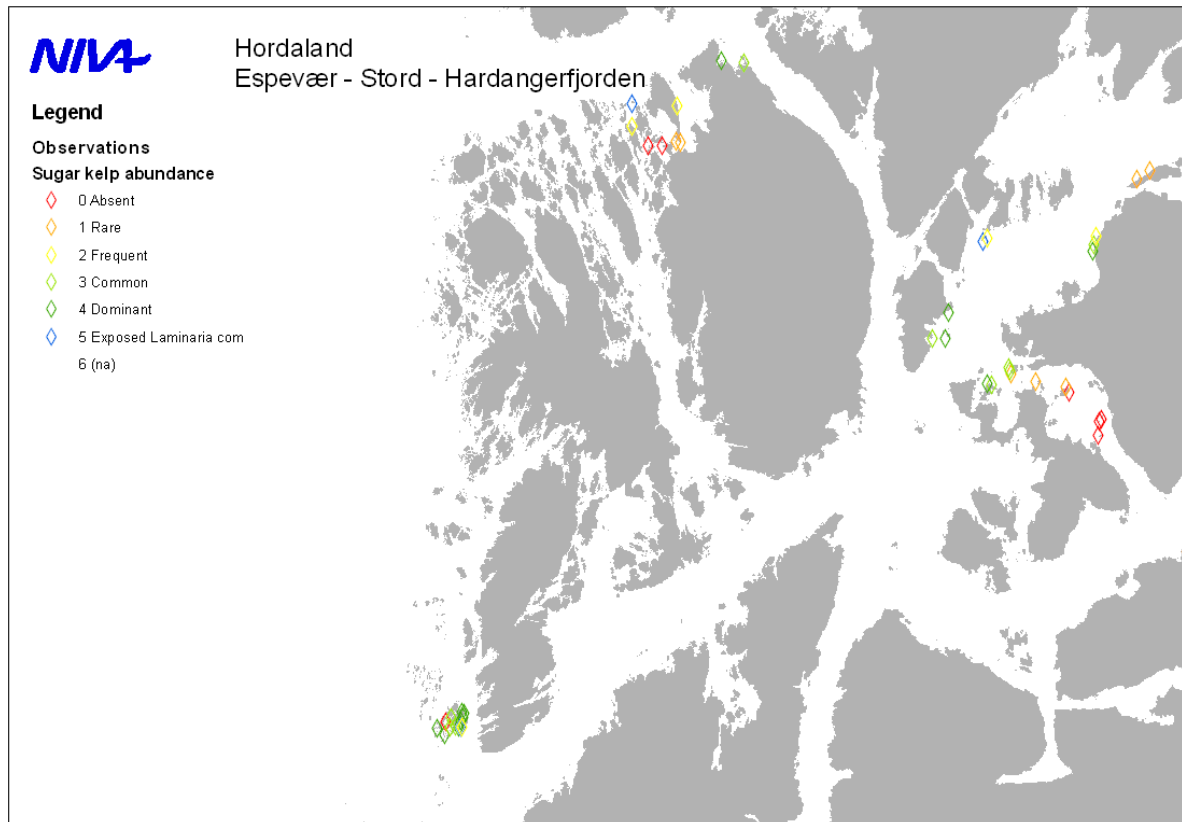 NIVA
Hordaland
Espevær - Stord - Hardangerfjorden
Legend
Observations
Sugar kelp abundance
0 Absent
1 Rare
2 Frequent
3 Common
4 Dominant
5 Exposed Laminaria com
6 (na)